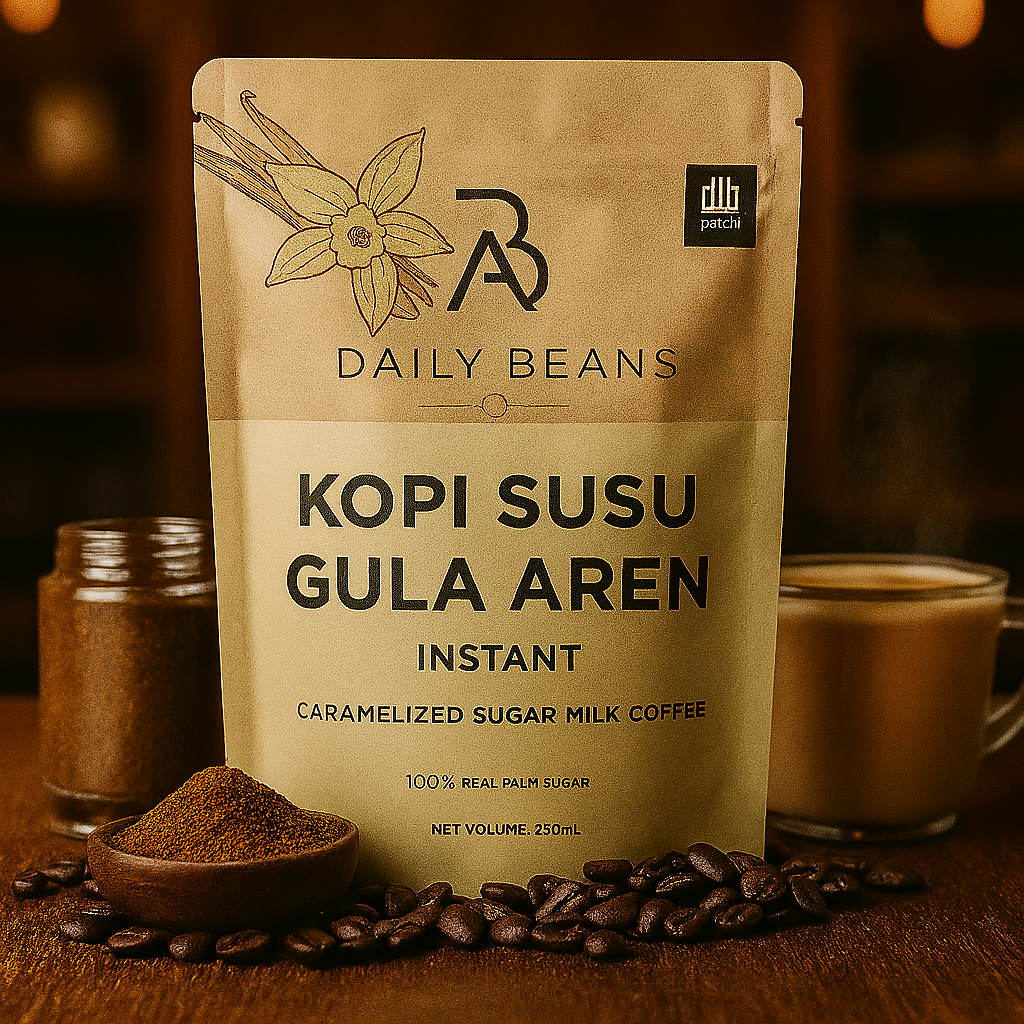 patchi
DAILY BEANS
KOPI SUSU
GULA AREN
INSTANT
CARAMELIZED SUGAR MILK COFFEE
100% REAL PALM SUGAR
NET VOLUME. 250mL